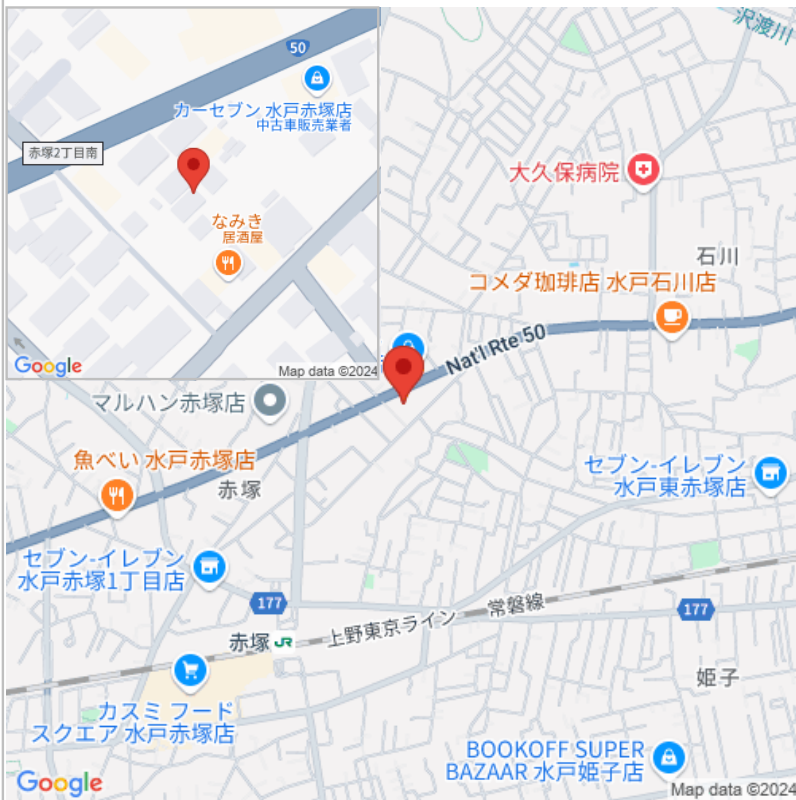 50
カーセブン 水戸赤塚店
中古車販売業者
赤塚2丁目南
なみき
居酒屋
Google
Map data ©2024
沢渡川
大久保病院
石川
コメダ珈琲店 水戸石川店
Nat'l Rte 50
マルハン赤塚店
魚べい 水戸赤塚店
赤塚
セブン-イレブン
水戸東赤塚店
セブン-イレブン
水戸赤塚1丁目店
177
常磐線
177
上野東京ライン
赤塚 JR
姫子
カスミ フード
スクエア 水戸赤塚店
BOOKOFF SUPER
BAZAAR 水戸姫子店
Google
Map data ©2024